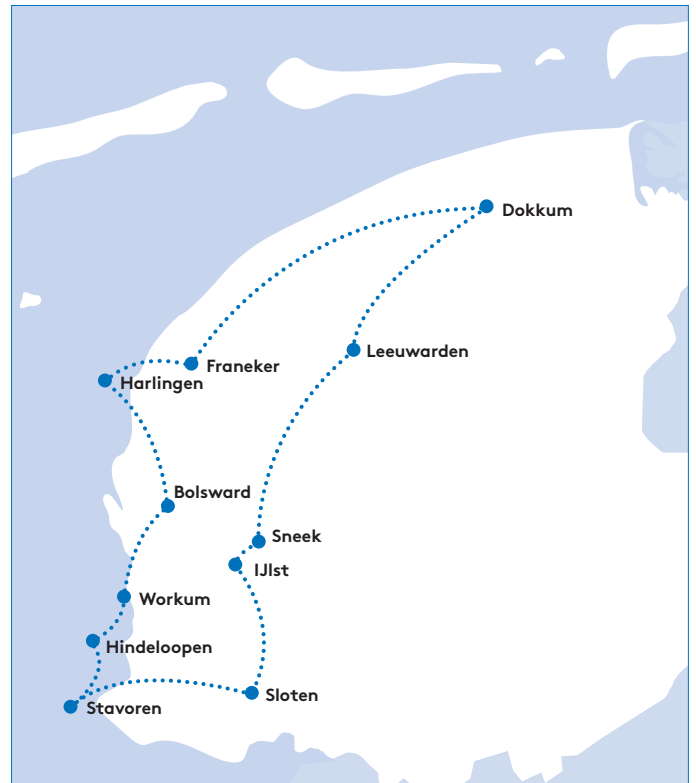 Dokkum
Leeuwarden
Franeker
Harlingen
Bolsward
Sneek
IJlst
Workum
Hindeloopen
Sloten
Stavoren